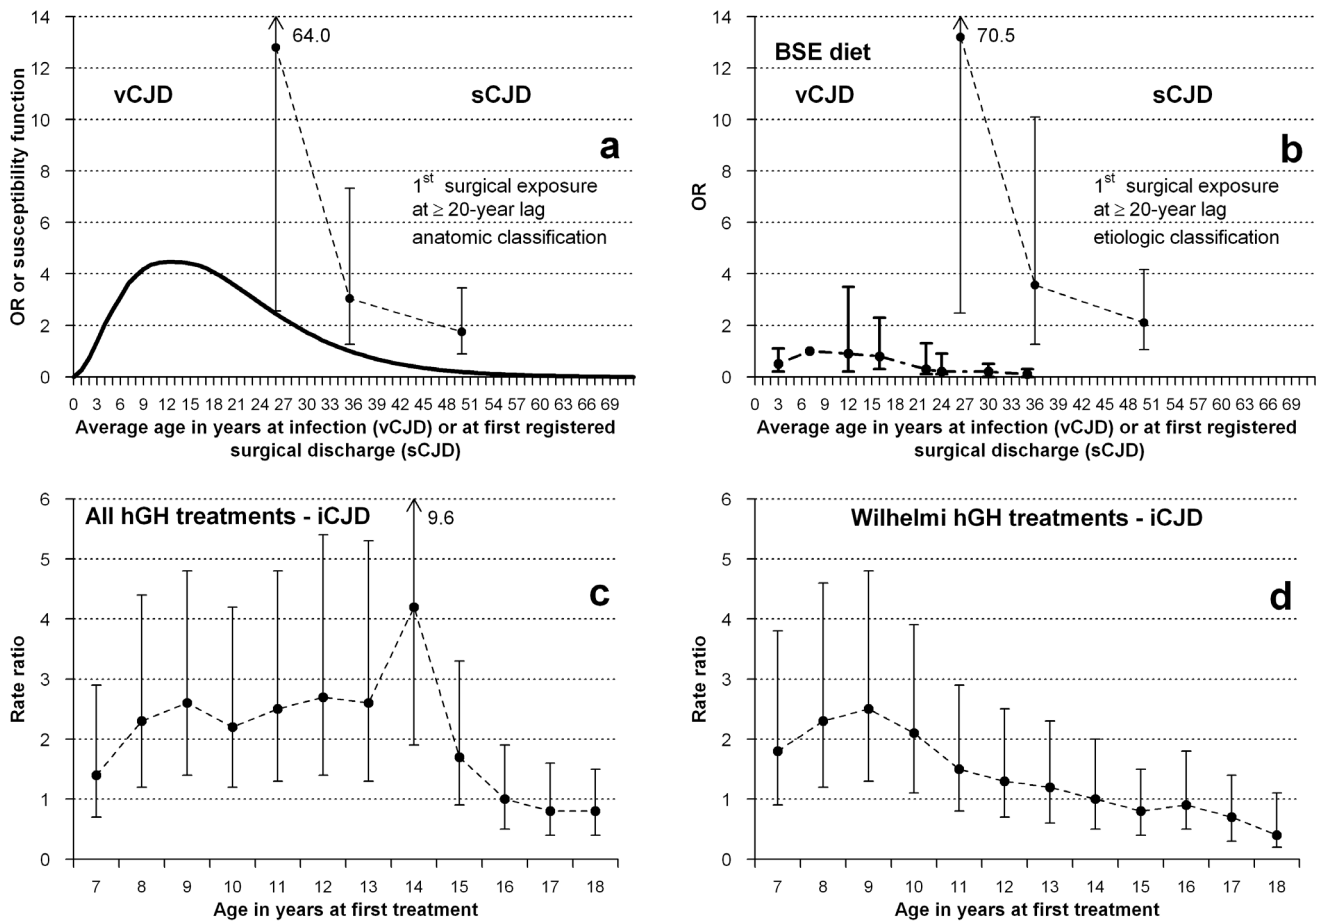 14
12
10
8
6
4
2
0
OR or susceptibility function
64.0
vCJD
sCJD
a
1st surgical exposure
at ≥ 20-year lag
anatomic classification
0 3 6 9 12 15 18 21 24 27 30 33 36 39 42 45 48 51 54 57 60 63 66 69
Average age in years at infection (vCJD) or at first registered
surgical discharge (sCJD)
14
12
10
8
6
4
2
0
OR
70.5
BSE diet
vCJD
sCJD
b
1st surgical exposure
at ≥ 20-year lag
etiologic classification
0 3 6 9 12 15 18 21 24 27 30 33 36 39 42 45 48 51 54 57 60 63 66 69
Average age in years at infection (vCJD) or at first registered
surgical discharge (sCJD)
6
5
4
3
2
1
0
Rate ratio
All hGH treatments - iCJD
9.6
c
7 8 9 10 11 12 13 14 15 16 17 18
Age in years at first treatment
6
5
4
3
2
1
0
Rate ratio
Wilhelmi hGH treatments - iCJD
d
7 8 9 10 11 12 13 14 15 16 17 18
Age in years at first treatment